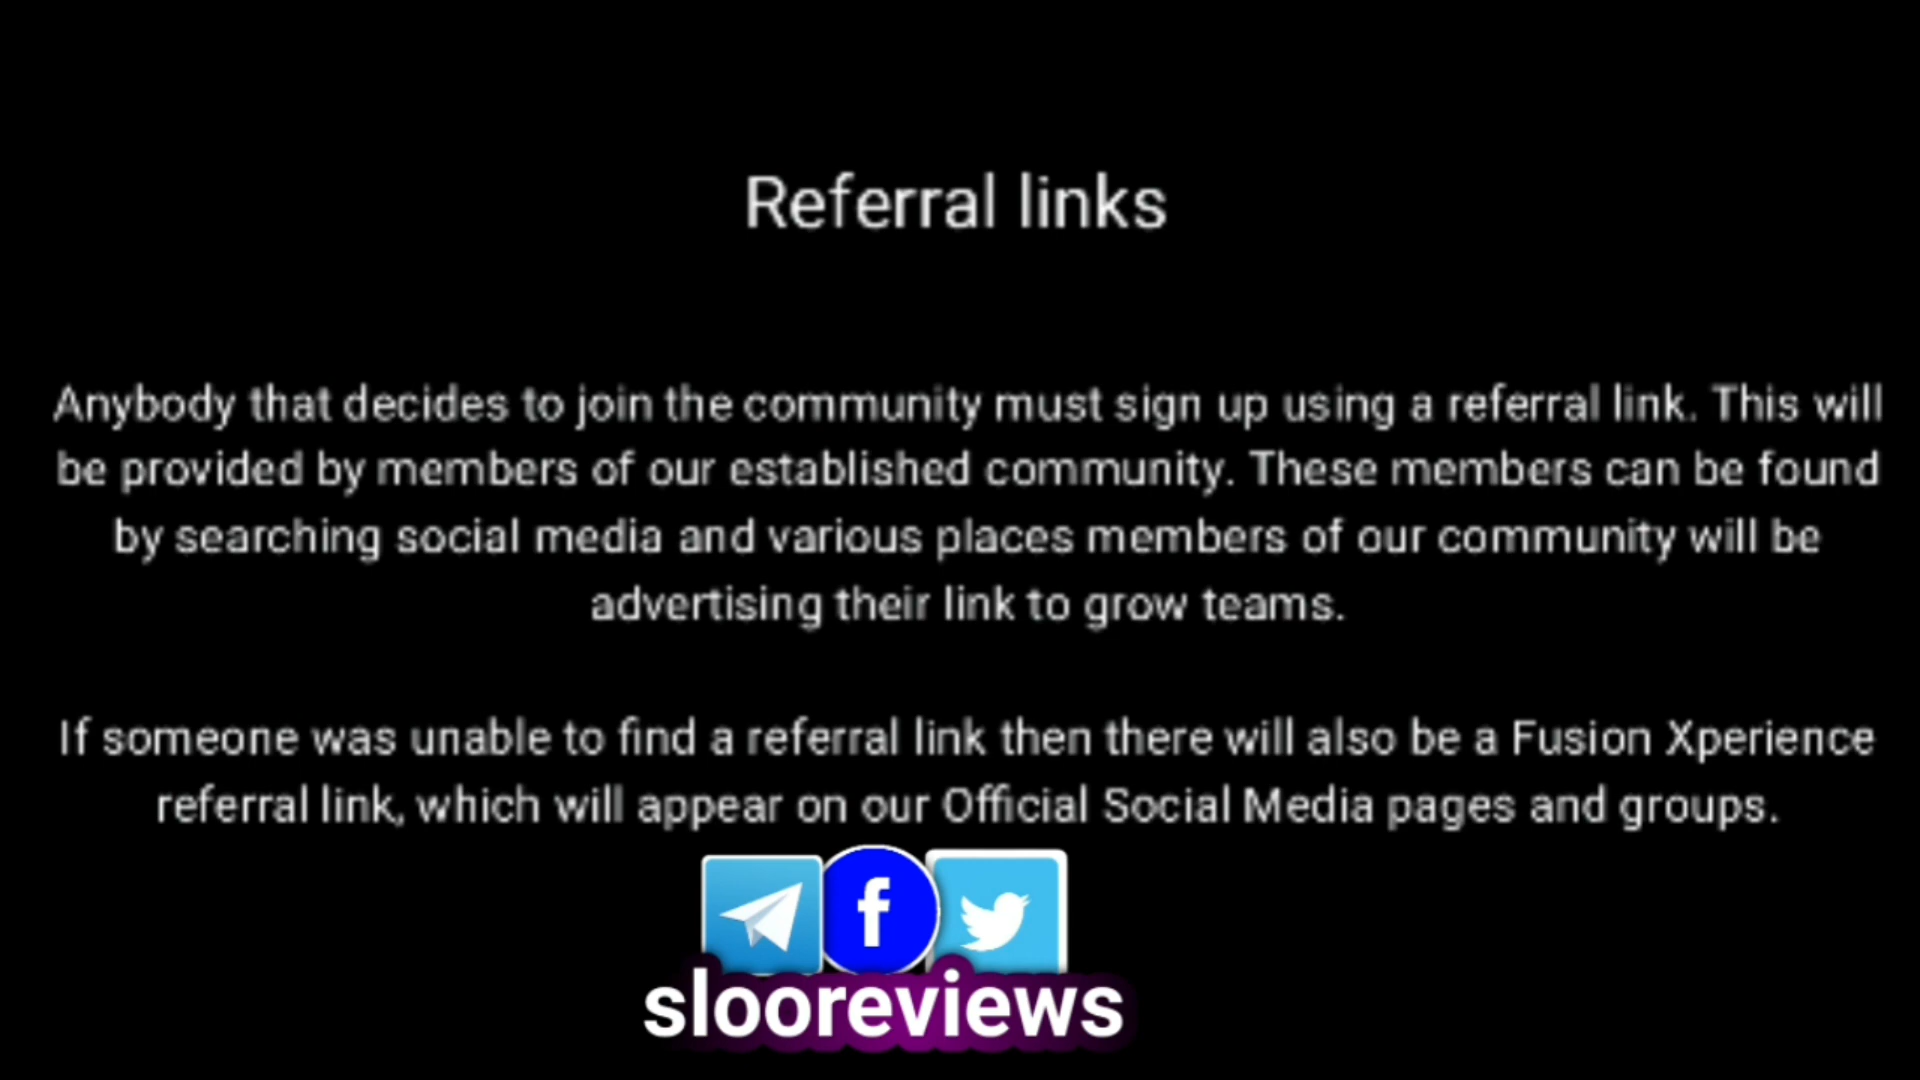 Referral links
Anybody that decides to join the community must sign up using a referral link. This will
be provided by members of our established community. These members can be found
by searching social media and various places members of our community will be
advertising their link to grow teams.
If someone was unable to find a referral link then there will also be a Fusion Xperience
referral link, which will appear on our Official Social Media pages and groups.
f
slooreviews